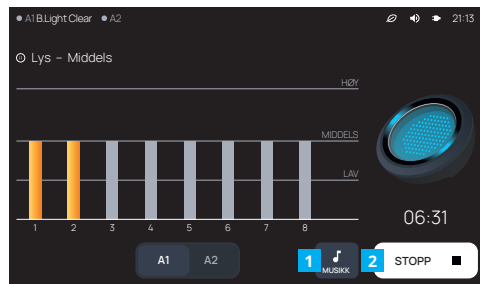 A1 B.Light Clear A2 21:13
Lys – Middels
HØY
MIDDELS
LAV
1 2 3 4 5 6 7 8
06:31
A1 A2 1 MUSIKK 2 STOPP